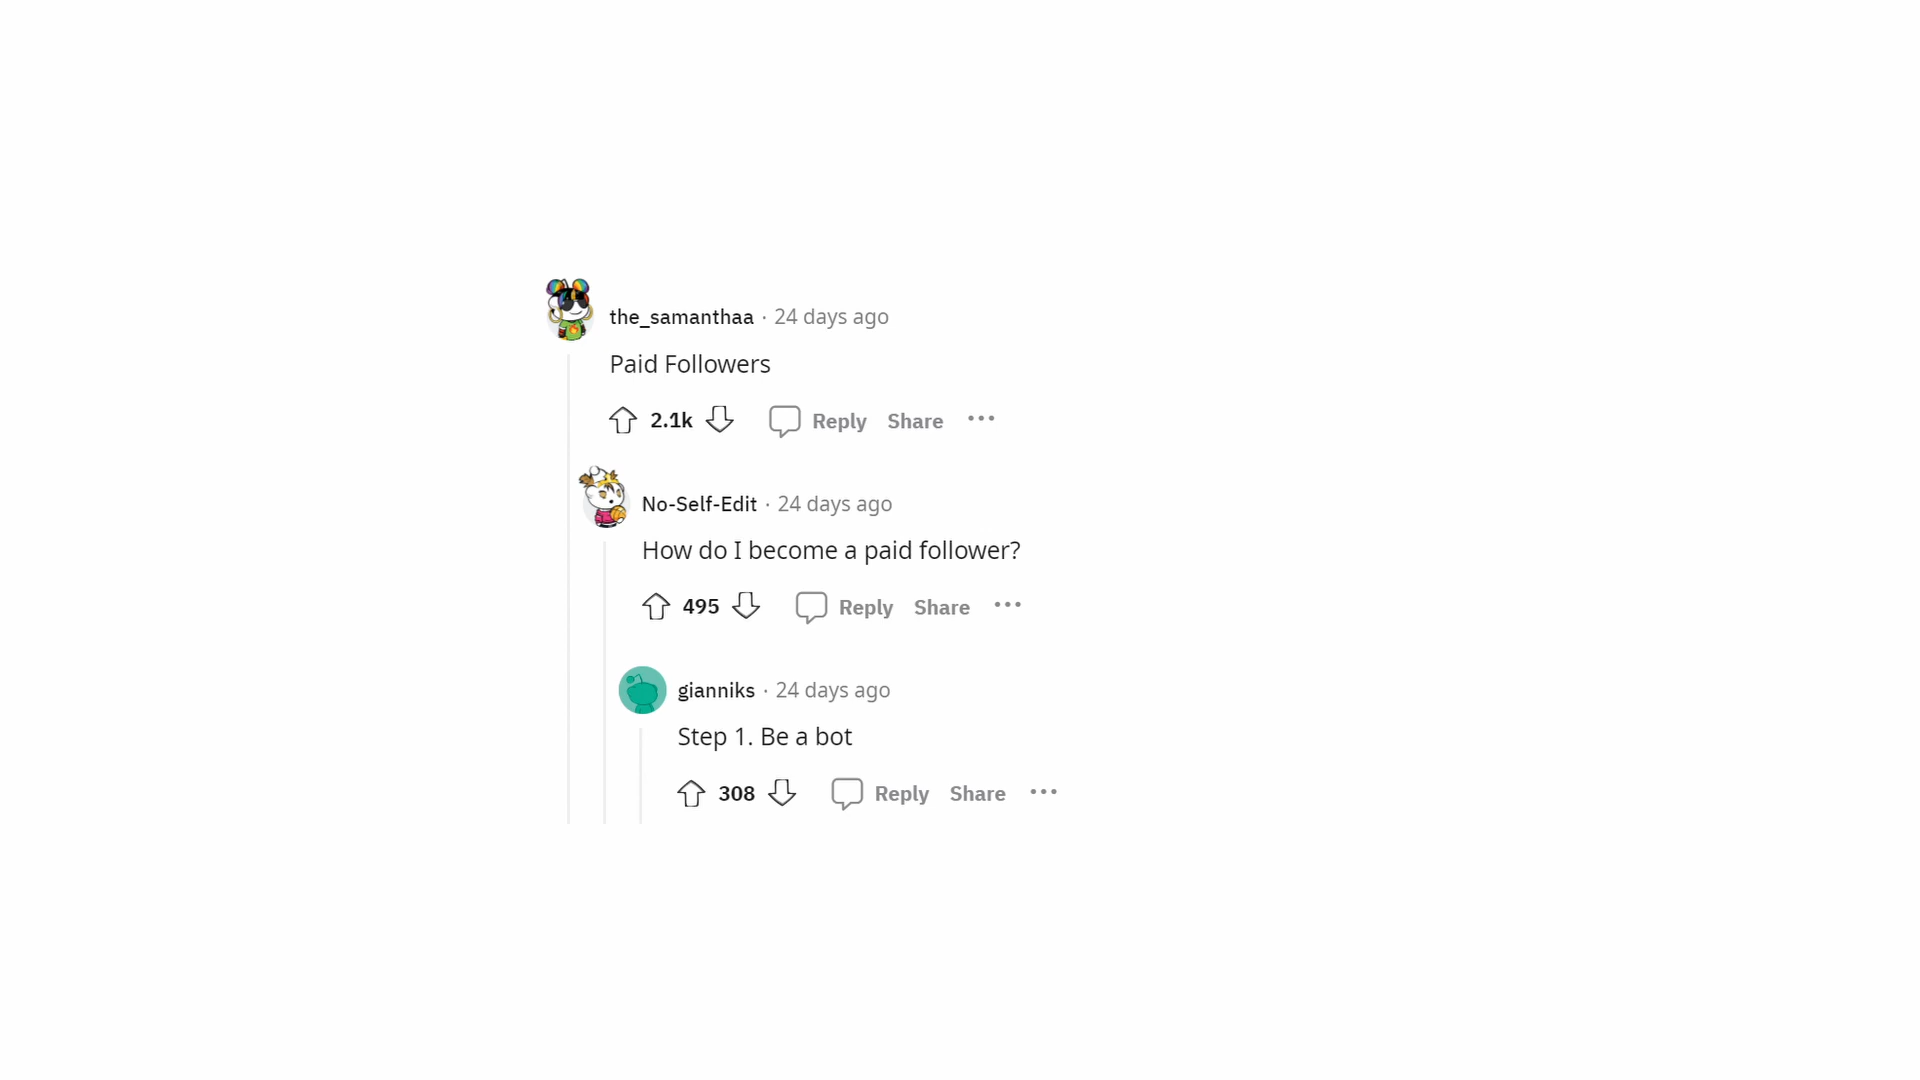 the_samanthaa · 24 days ago
Paid Followers
2.1k Reply Share ...
No-Self-Edit · 24 days ago
How do I become a paid follower?
495 Reply Share ...
gianniks · 24 days ago
Step 1. Be a bot
308 Reply Share ...